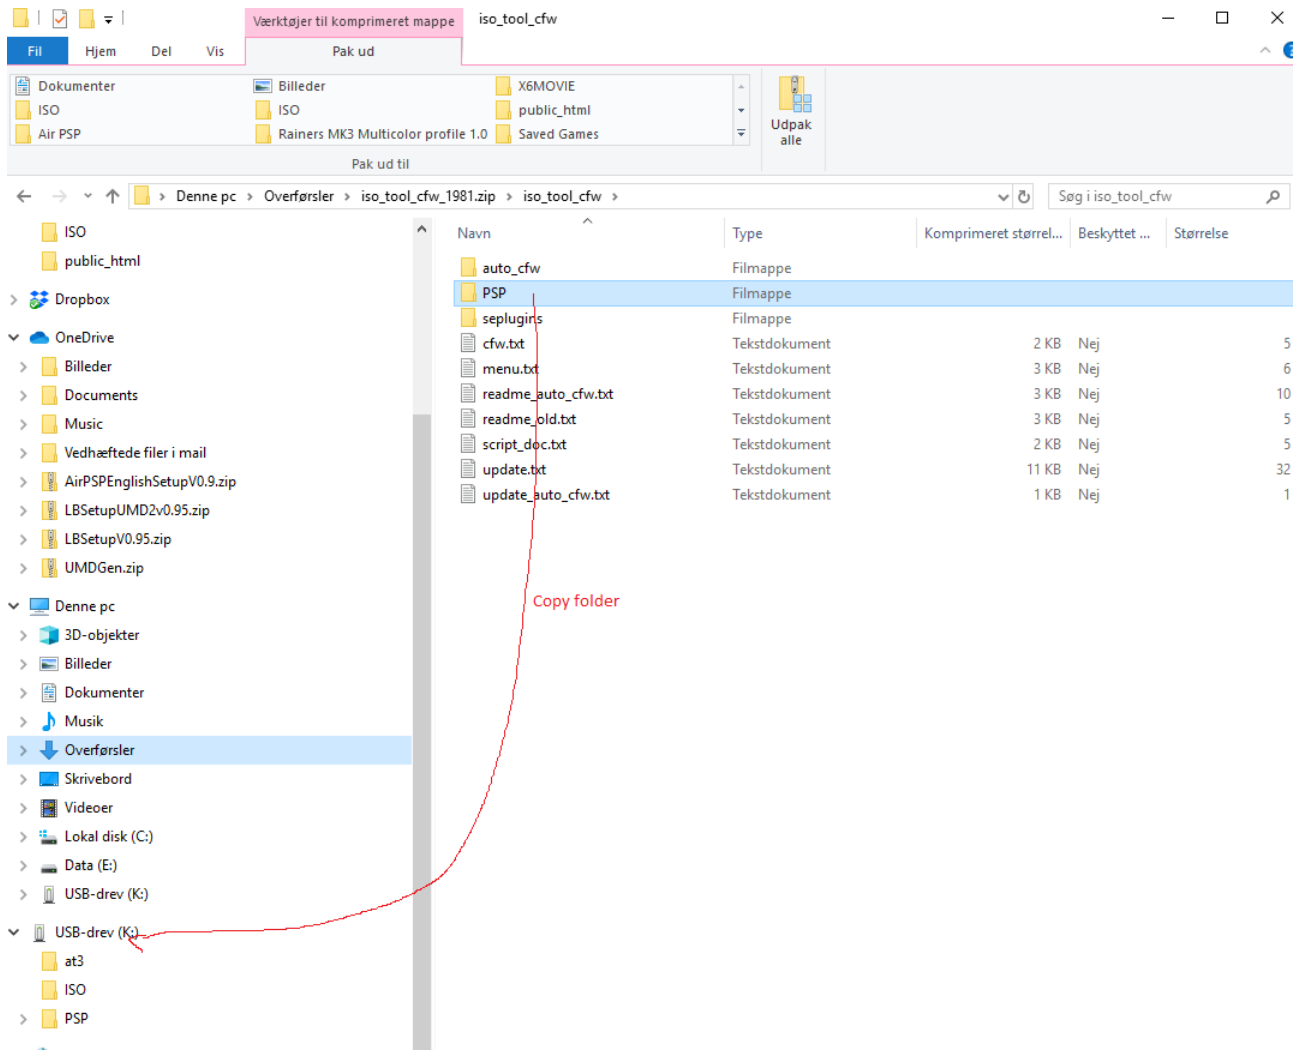 Værktøjer til komprimeret mappe
iso_tool_cfw
Fil
Hjem
Del
Vis
Pak ud
Dokumenter
Billeder
X6MOVIE
ISO
ISO
public_html
Air PSP
Rainers MK3 Multicolor profile 1.0
Saved Games
Udpak
alle
Pak ud til
Denne pc > Overførsler > iso_tool_cfw_1981.zip > iso_tool_cfw >
Søg i iso_tool_cfw
ISO
public_html
Dropbox
OneDrive
Billeder
Documents
Music
Vedhæftede filer i mail
AirPSPEnglishSetupV0.9.zip
LBSetupUMD2v0.95.zip
LBSetupV0.95.zip
UMDGen.zip
Denne pc
3D-objekter
Billeder
Dokumenter
Musik
Overførsler
Skrivebord
Videoer
Lokal disk (C:)
Data (E:)
USB-drev (K:)
USB-drev (K:)
at3
ISO
PSP
Navn Type Komprimeret størrel... Beskyttet ... Størrelse
auto_cfw Filmappe
PSP Filmappe
seplugins Filmappe
cfw.txt Tekstdokument 2 KB Nej 5
menu.txt Tekstdokument 3 KB Nej 6
readme_auto_cfw.txt Tekstdokument 3 KB Nej 10
readme_old.txt Tekstdokument 3 KB Nej 5
script_doc.txt Tekstdokument 2 KB Nej 5
update.txt Tekstdokument 11 KB Nej 32
update_auto_cfw.txt Tekstdokument 1 KB Nej 1
Copy folder